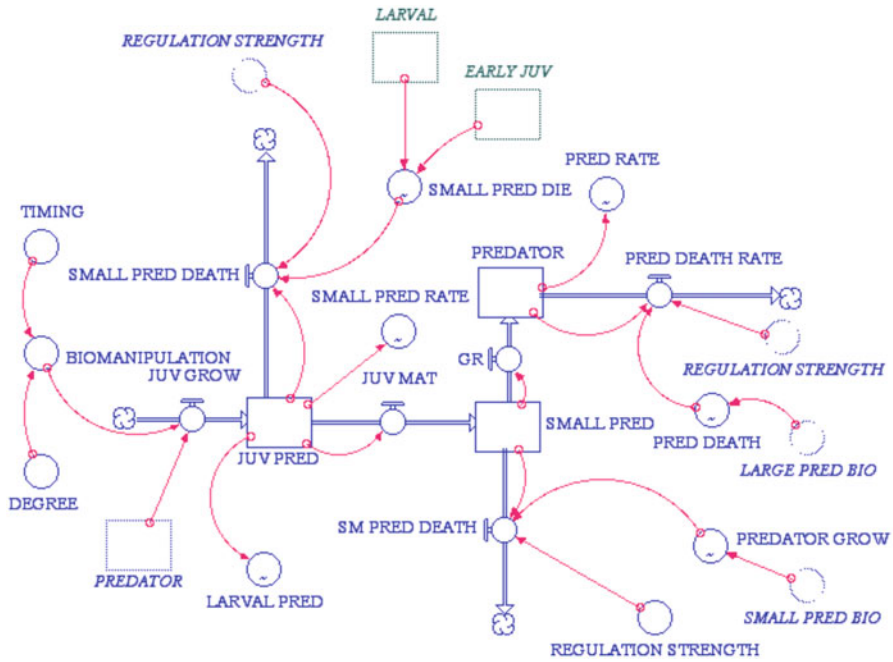 LARVAL
REGULATION STRENGTH
EARLY JUV
PRED RATE
SMALL PRED DIE
TIMING
PREDATOR
PRED DEATH RATE
SMALL PRED DEATH
SMALL PRED RATE
BIOMANIPULATION
JUV GROW
JUV MAT
GR
REGULATION STRENGTH
SMALL PRED
PRED DEATH
JUV PRED
LARGE PRED BIO
DEGREE
SM PRED DEATH
PREDATOR GROW
PREDATOR
LARVAL PRED
SMALL PRED BIO
REGULATION STRENGTH